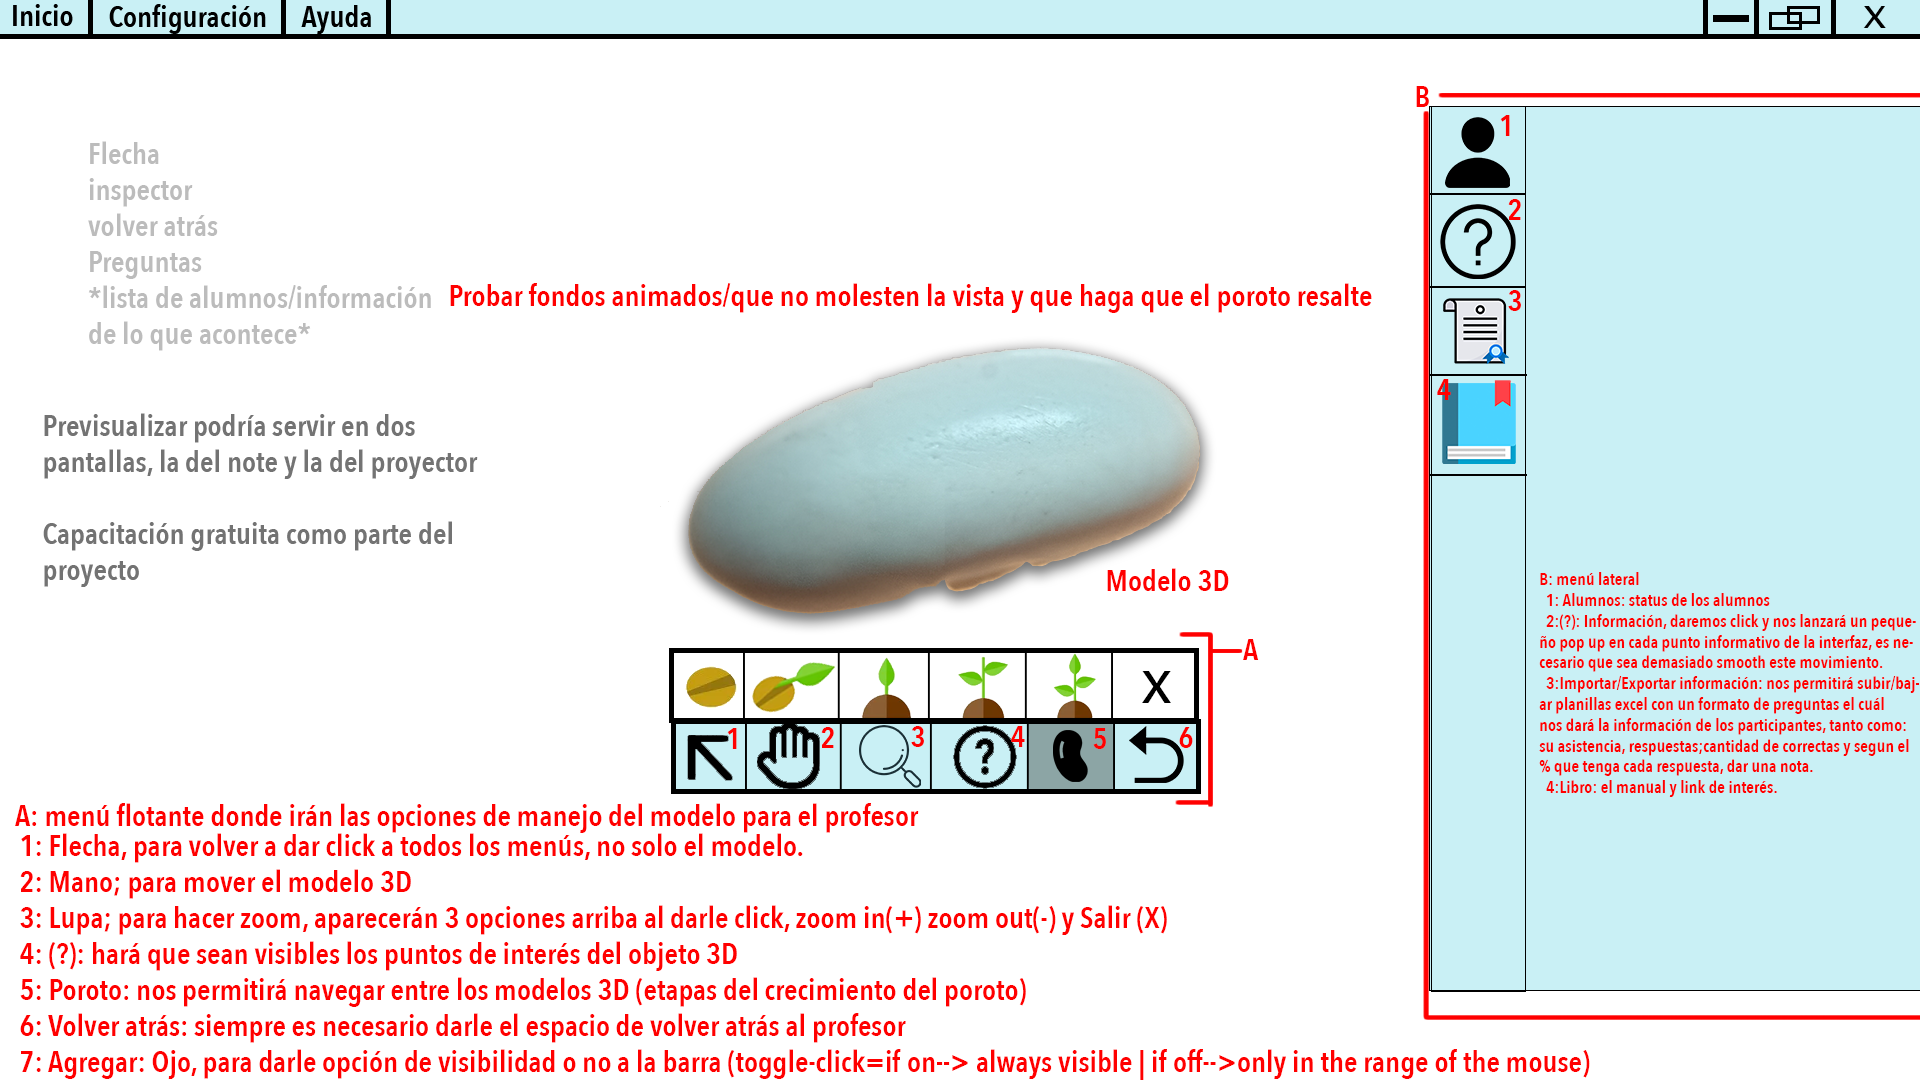 Inicio
Configuración
Ayuda
X
Flecha
inspector
volver atrás
Preguntas
*lista de alumnos/información
de lo que acontece*
Probar fondos animados/que no molesten la vista y que haga que el poroto resalte
Previsualizar podría servir en dos
pantallas, la del note y la del proyector
Capacitación gratuita como parte del
proyecto
Modelo 3D
A
X
1
2
3
4
?
5
6
A: menú flotante donde irán las opciones de manejo del modelo para el profesor
1: Flecha, para volver a dar click a todos los menús, no solo el modelo.
2: Mano; para mover el modelo 3D
3: Lupa; para hacer zoom, aparecerán 3 opciones arriba al darle click, zoom in(+) zoom out(-) y Salir (X)
4: (?): hará que sean visibles los puntos de interés del objeto 3D
5: Poroto: nos permitirá navegar entre los modelos 3D (etapas del crecimiento del poroto)
6: Volver atrás: siempre es necesario darle el espacio de volver atrás al profesor
7: Agregar: Ojo, para darle opción de visibilidad o no a la barra (toggle-click=if on--> always visible | if off-->only in the range of the mouse)
B
1
2
?
3
4
B: menú lateral
1: Alumnos: status de los alumnos
2:(?): Información, daremos click y nos lanzará un peque-
ño pop up en cada punto informativo de la interfaz, es ne-
cesario que sea demasiado smooth este movimiento.
3:Importar/Exportar información: nos permitirá subir/baj-
ar planillas excel con un formato de preguntas el cuál
nos dará la información de los participantes, tanto como:
su asistencia, respuestas;cantidad de correctas y segun el
% que tenga cada respuesta, dar una nota.
4:Libro: el manual y link de interés.